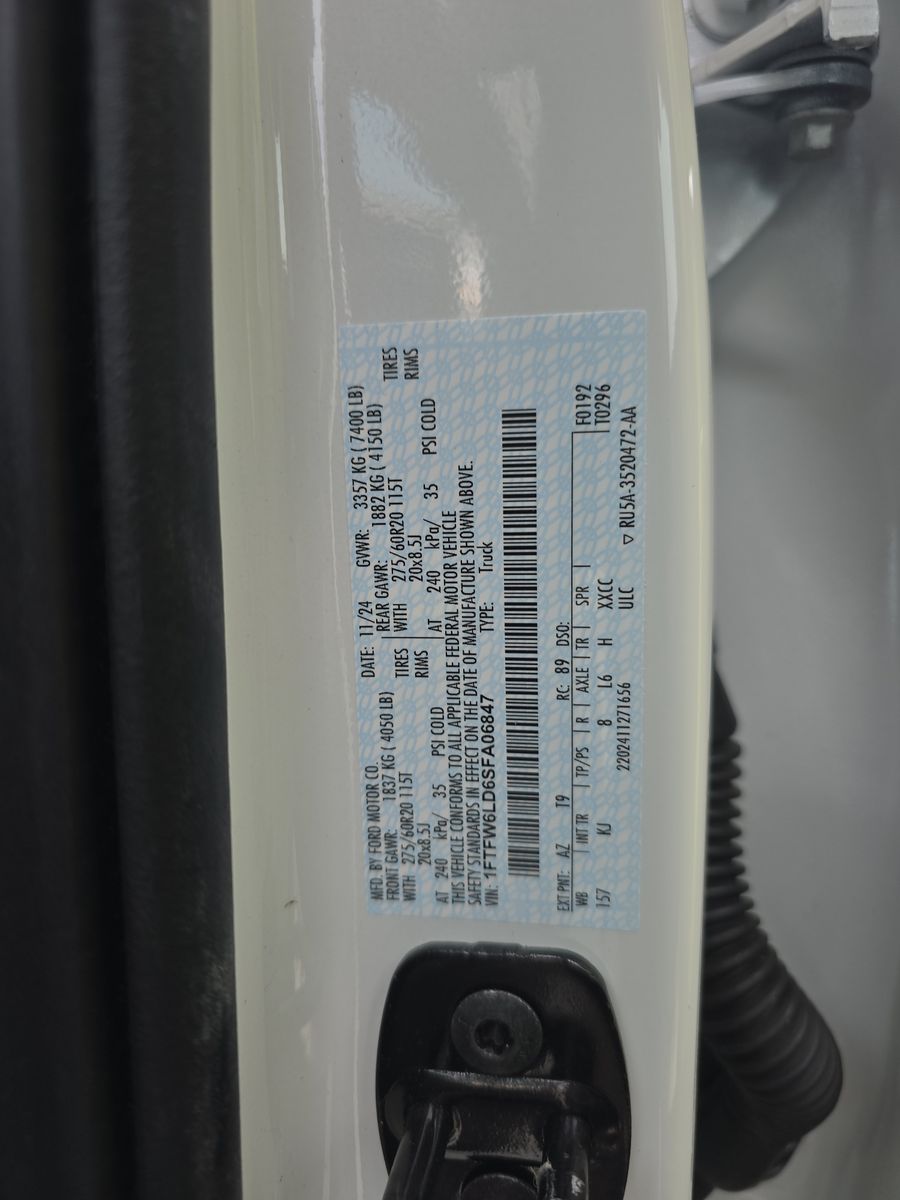 MFD. BY FORD MOTOR CO.
DATE: 11/24 GVWR: 3357 KG ( 7400 LB)
FRONT GAWR: 1837 KG ( 4050 LB) REAR GAWR: 1882 KG ( 4150 LB)
WITH 275/60R20 115T TIRES WITH 275/60R20 115T TIRES
20x8.5J RIMS 20x8.5J RIMS
AT 240 kPa/ 35 PSI COLD AT 240 kPa/ 35 PSI COLD
THIS VEHICLE CONFORMS TO ALL APPLICABLE FEDERAL MOTOR VEHICLE
SAFETY STANDARDS IN EFFECT ON THE DATE OF MANUFACTURE SHOWN ABOVE.
VIN: 1FTFW6LD6SFA06847 TYPE: Truck
EXT PNT: AZ T9 RC: 89 DSO: F0192
WB INT TR TP/PS R AXLE TR SPR T0296
157 KJ 8 L6 H XXCC
2202411271656 ULC ▽ RU5A-3520472-AA